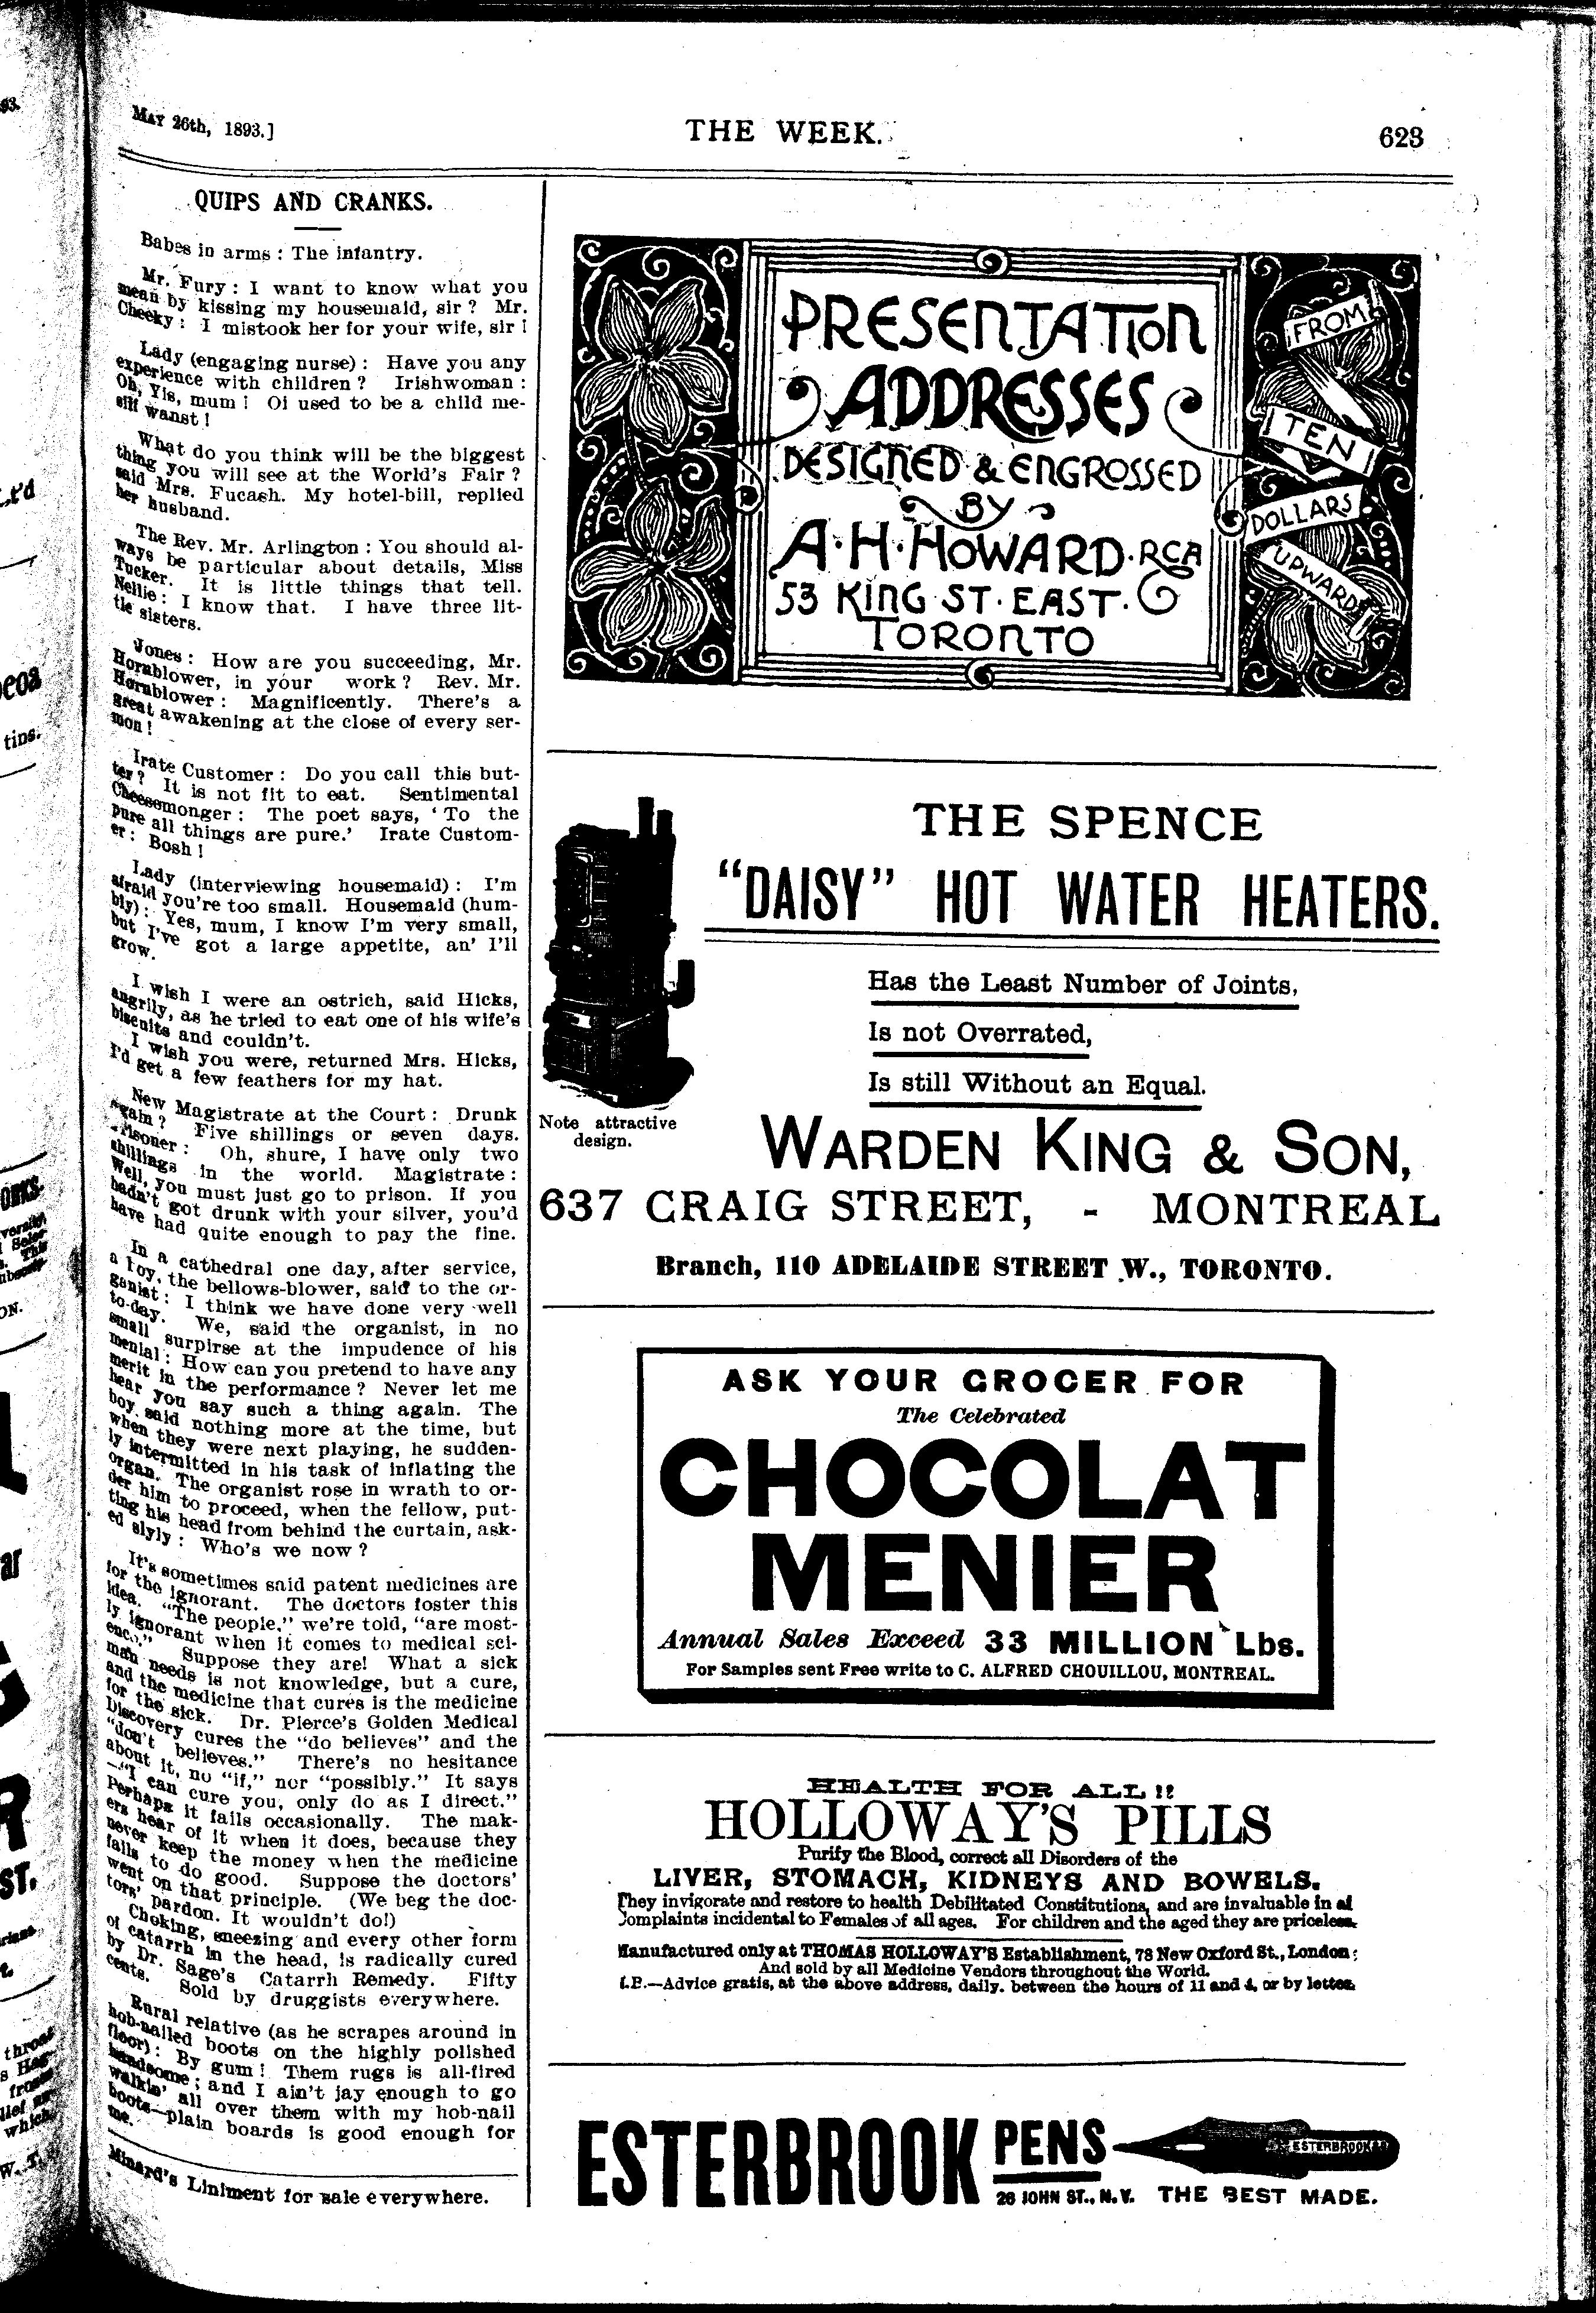 MAY 26th, 1893.]
THE WEEK.
623
QUIPS AND CRANKS.
Babes in arms : The infantry.
Mr. Fury : I want to know what you
mean by kissing my housemaid, sir ? Mr.
Cheeky : I mistook her for your wife, sir !
Lady (engaging nurse) : Have you any
experience with children ? Irishwoman :
Oh, Yis, mum ! Oi used to be a child me-
silf wanst !
What do you think will be the biggest
thing you will see at the World's Fair ?
said Mrs. Fucash. My hotel-bill, replied
her husband.
The Rev. Mr. Arlington : You should al-
ways be particular about details, Miss
Tucker. It is little things that tell.
Nellie : I know that. I have three lit-
tle sisters.
Jones : How are you succeeding, Mr.
Hornblower, in your work ? Rev. Mr.
Hornblower : Magnificently. There's a
great awakening at the close of every ser-
mon !
Irate Customer : Do you call this but-
ter ? It is not fit to eat. Sentimental
Cheesemonger : The poet says, 'To the
pure all things are pure.' Irate Custom-
er : Bosh !
Lady (interviewing housemaid) : I'm
afraid you're too small. Housemaid (hum-
bly) : Yes, mum, I know I'm very small,
but I've got a large appetite, an' I'll
grow.
I wish I were an ostrich, said Hicks,
angrily, as he tried to eat one of his wife's
biscuits and couldn't.
I wish you were, returned Mrs. Hicks,
I'd get a few feathers for my hat.
New Magistrate at the Court : Drunk
again ? Five shillings or seven days.
Prisoner : Oh, shure, I have only two
shillings in the world. Magistrate :
Well, you must just go to prison. If you
hadn't got drunk with your silver, you'd
have had quite enough to pay the fine.
In a cathedral one day, after service,
a boy, the bellows-blower, said to the or-
ganist : I think we have done very well
to-day. We, said the organist, in no
small surpirse at the impudence of his
menial : How can you pretend to have any
merit in the performance ? Never let me
hear you say such a thing again. The
boy said nothing more at the time, but
when they were next playing, he sudden-
ly intermitted in his task of inflating the
organ. The organist rose in wrath to or-
der him to proceed, when the fellow, put-
ting his head from behind the curtain, ask-
ed slyly : Who's we now ?
It's sometimes said patent medicines are
for the ignorant. The doctors foster this
idea. "The people," we're told, "are most-
ly ignorant when it comes to medical sci-
ence." Suppose they are! What a sick
man needs is not knowledge, but a cure,
and the medicine that cures is the medicine
for the sick. Dr. Pierce's Golden Medical
Discovery cures the "do believes" and the
"don't believes." There's no hesitance
about it, no "if," nor "possibly." It says
—"I can cure you, only do as I direct."
Perhaps it fails occasionally. The mak-
ers hear of it when it does, because they
never keep the money when the medicine
fails to do good. Suppose the doctors'
went on that principle. (We beg the doc-
tors' pardon. It wouldn't do!)
Choking, sneezing and every other form
of catarrh in the head, is radically cured
by Dr. Sage's Catarrh Remedy. Fifty
cents. Sold by druggists everywhere.
Rural relative (as he scrapes around in
hob-nailed boots on the highly polished
floor) : By gum ! Them rugs is all-fired
handsome ; and I ain't jay enough to go
walkin' all over them with my hob-nail
boots—plain boards is good enough for
me.
Minard's Liniment for sale everywhere.
PRESENTATION
ADDRESSES
DESIGNED & ENGROSSED
BY
A. H. HOWARD. RCA
53 KING ST. EAST.
TORONTO
FROM
TEN
DOLLARS
UPWARD
THE SPENCE
"DAISY" HOT WATER HEATERS.
Has the Least Number of Joints,
Is not Overrated,
Is still Without an Equal.
Note attractive
design.
WARDEN KING & SON,
637 CRAIG STREET, - MONTREAL
Branch, 110 ADELAIDE STREET W., TORONTO.
ASK YOUR GROCER FOR
The Celebrated
CHOCOLAT
MENIER
Annual Sales Exceed 33 MILLION Lbs.
For Samples sent Free write to C. ALFRED CHOUILLOU, MONTREAL.
HEALTH FOR ALL!!
HOLLOWAY'S PILLS
Purify the Blood, correct all Disorders of the
LIVER, STOMACH, KIDNEYS AND BOWELS.
They invigorate and restore to health Debilitated Constitutions, and are invaluable in al
Complaints incidental to Females of all ages. For children and the aged they are priceless.
Manufactured only at THOMAS HOLLOWAY'S Establishment, 78 New Oxford St., London;
And sold by all Medicine Vendors throughout the World.
I.B.—Advice gratis, at the above address, daily, between the hours of 11 and 4, or by letter.
ESTERBROOK PENS
26 JOHN ST., N.Y. THE BEST MADE.
ESTERBROOK